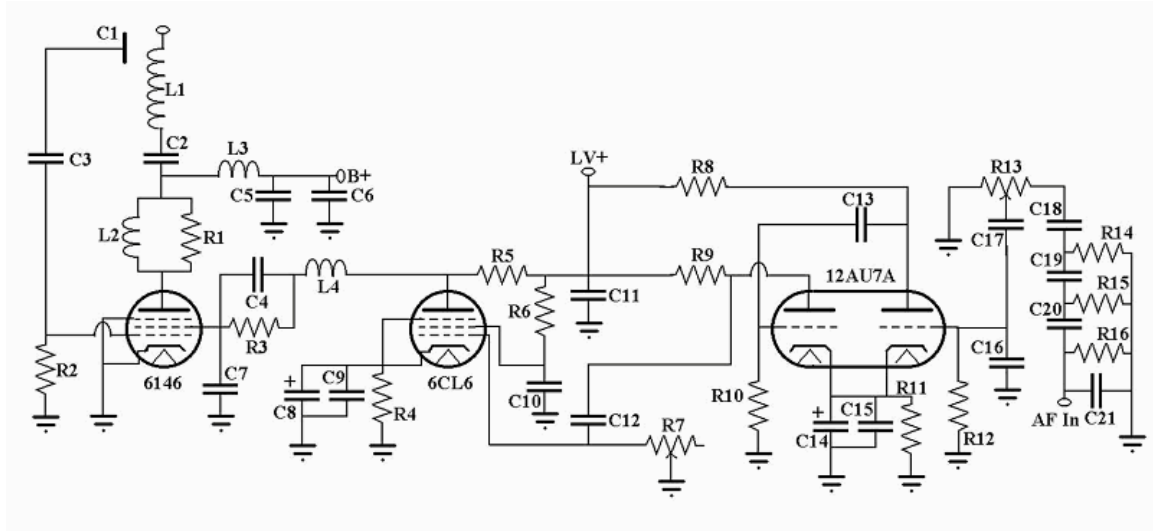 C1
L1
C2
C3
L3
B+
LV+
R8
R13
C5
C6
C13
C18
R14
L2
R1
C17
R5
R9
C19
R15
C4
L4
12AU7A
C11
R6
C20
R16
R3
C16
R2
6146
C7
C9
6CL6
C10
R10
R11
C8
R4
C12
R7
C15
C14
R12
AF In
C21
+
+